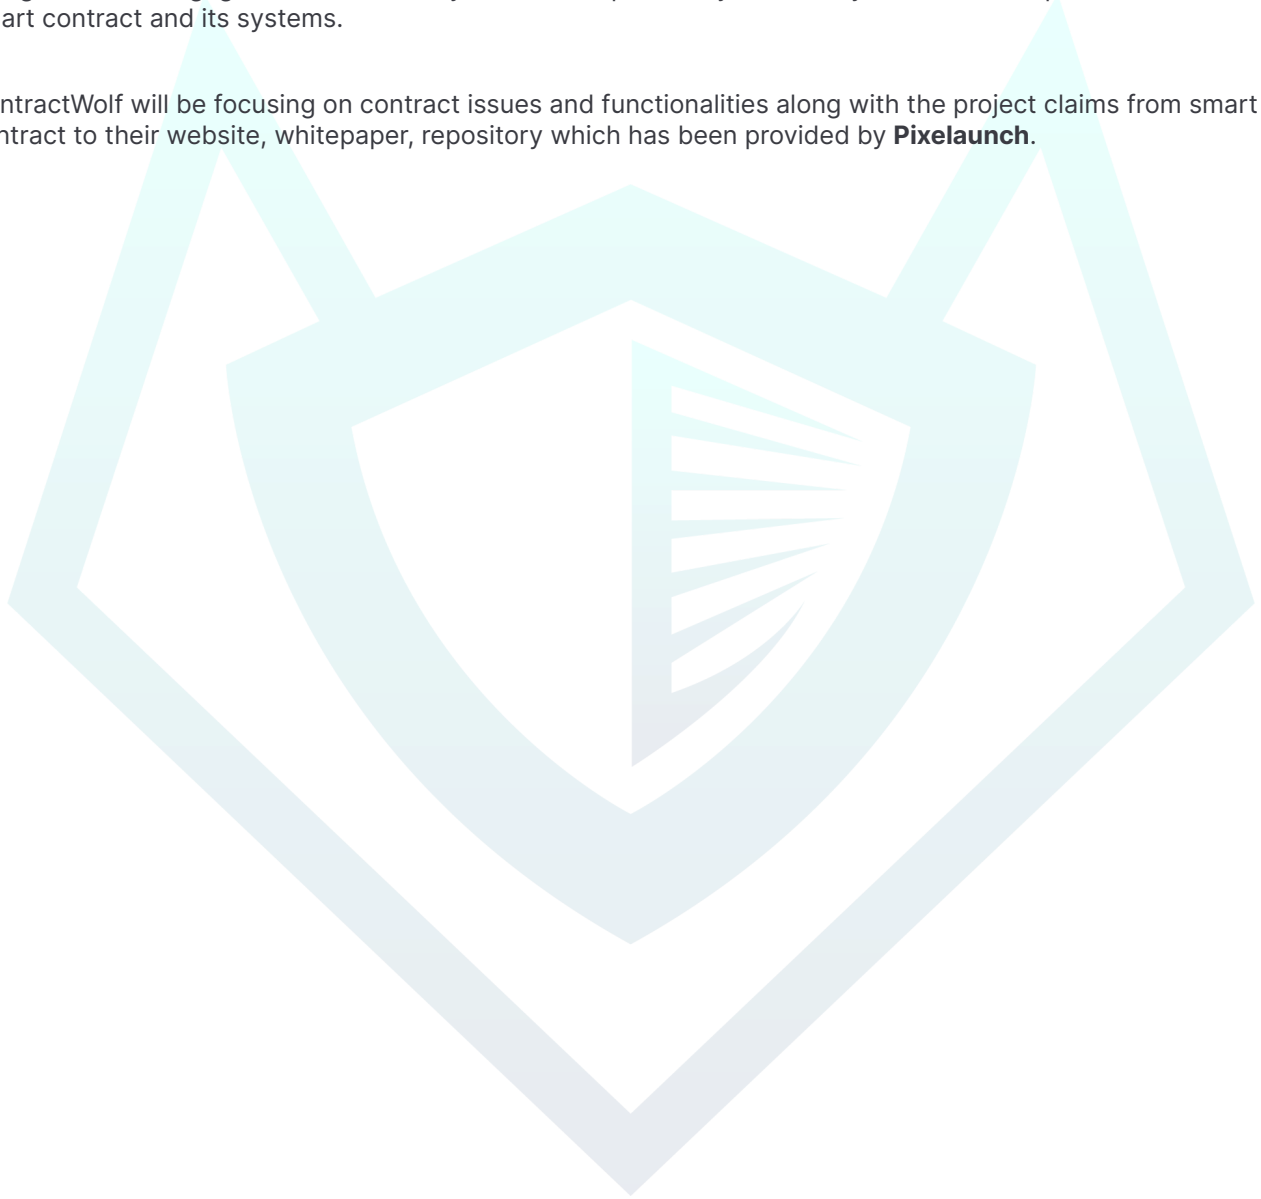 art contract and its systems.
ntractWolf will be focusing on contract issues and functionalities along with the project claims from smart
ntract to their website, whitepaper, repository which has been provided by Pixelaunch.